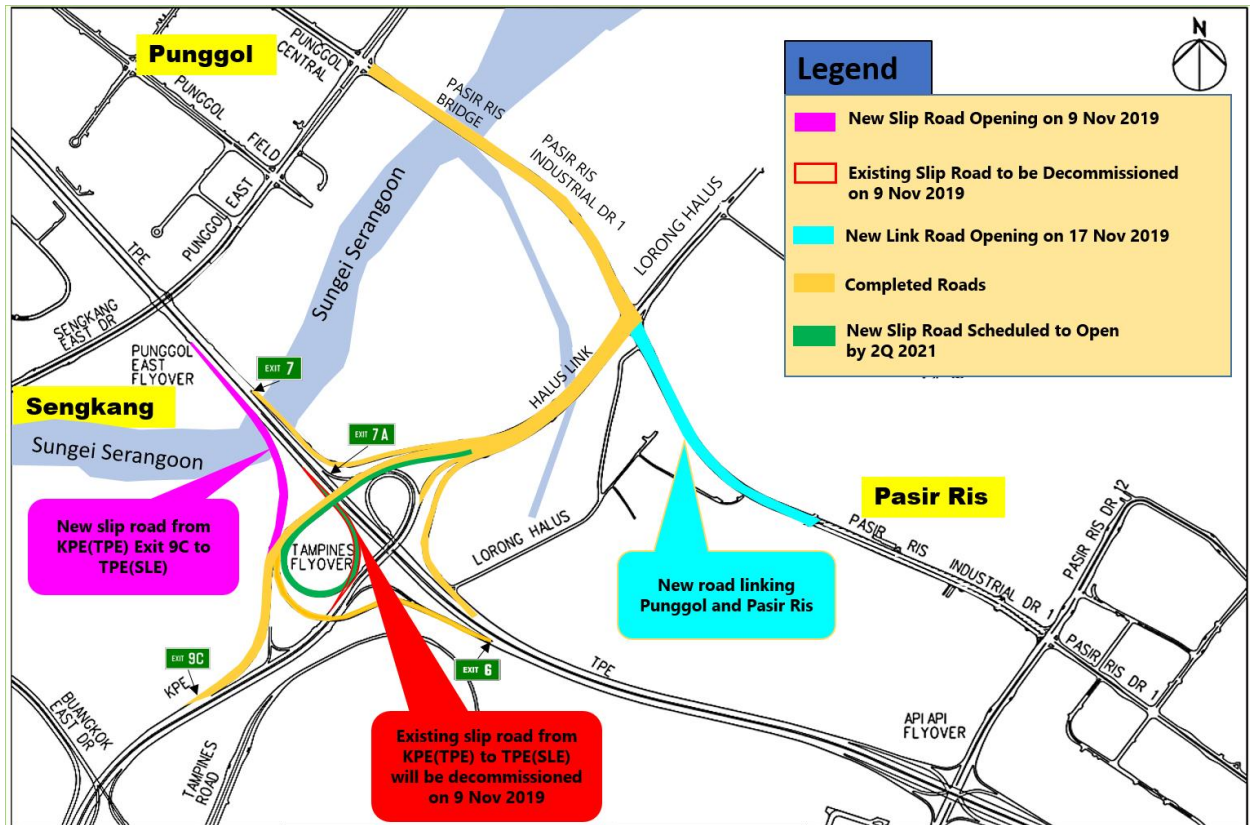 Punggol
PUNGGOL
CENTRAL
PUNGGOL
FIELD
PUNGGOL EAST
PASIR RIS
BRIDGE
PASIR RIS
INDUSTRIAL DR 1
LORONG HALUS
N
Legend
New Slip Road Opening on 9 Nov 2019
Existing Slip Road to be Decommissioned
on 9 Nov 2019
New Link Road Opening on 17 Nov 2019
Completed Roads
New Slip Road Scheduled to Open
by 2Q 2021
TPE
Sungei Serangoon
SENGKANG
EAST DR
PUNGGOL
EAST
FLYOVER
EXIT 7
HALUS LINK
Sengkang
Sungei Serangoon
EXIT 7A
New slip road from
KPE(TPE) Exit 9C to
TPE(SLE)
TAMPINES
FLYOVER
LORONG HALUS
Pasir Ris
PASIR RIS INDUSTRIAL DR 1
PASIR RIS DR 12
PASIR RIS DR 1
New road linking
Punggol and Pasir Ris
EXIT 9C
KPE
EXIT 6
TPE
BUANGKOK
EAST DR
TAMPINES
ROAD
Existing slip road from
KPE(TPE) to TPE(SLE)
will be decommissioned
on 9 Nov 2019
API API
FLYOVER